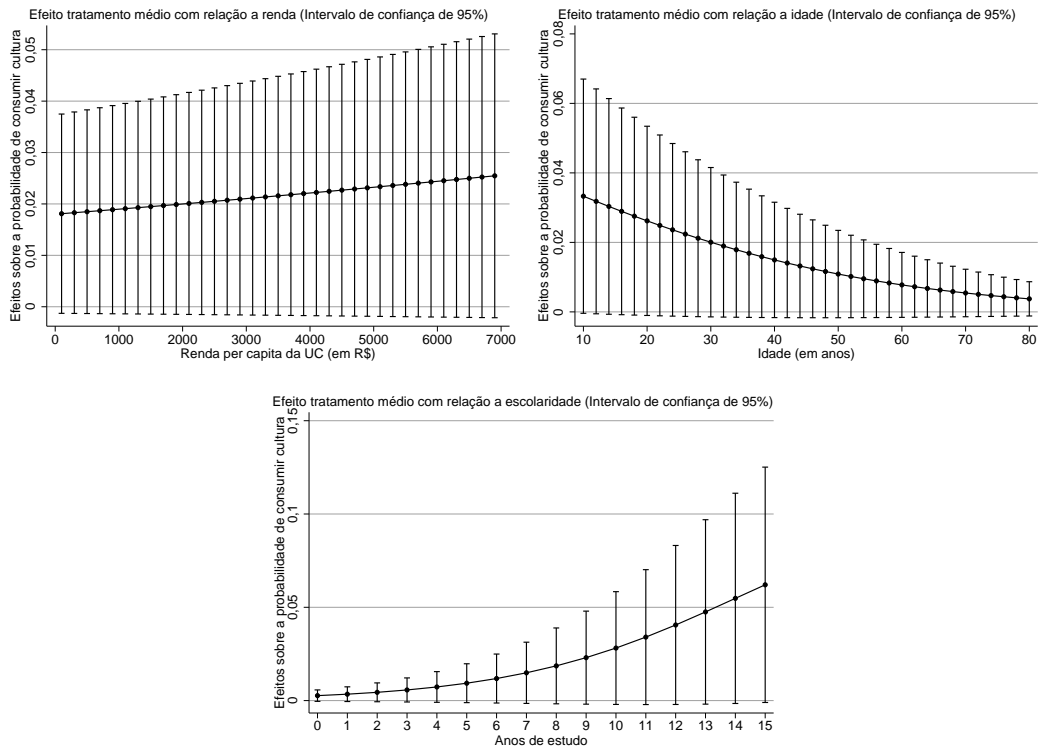 Efeito tratamento médio com relação a renda (Intervalo de confiança de 95%)
Efeitos sobre a probabilidade de consumir cultura
0,05
0,04
0,03
0,02
0,01
0
0 1000 2000 3000 4000 5000 6000 7000
Renda per capita da UC (em R$)
Efeito tratamento médio com relação a idade (Intervalo de confiança de 95%)
Efeitos sobre a probabilidade de consumir cultura
0,08
0,06
0,04
0,02
0
10 20 30 40 50 60 70 80
Idade (em anos)
Efeito tratamento médio com relação a escolaridade (Intervalo de confiança de 95%)
Efeitos sobre a probabilidade de consumir cultura
0,15
0,1
0,05
0
0 1 2 3 4 5 6 7 8 9 10 11 12 13 14 15
Anos de estudo